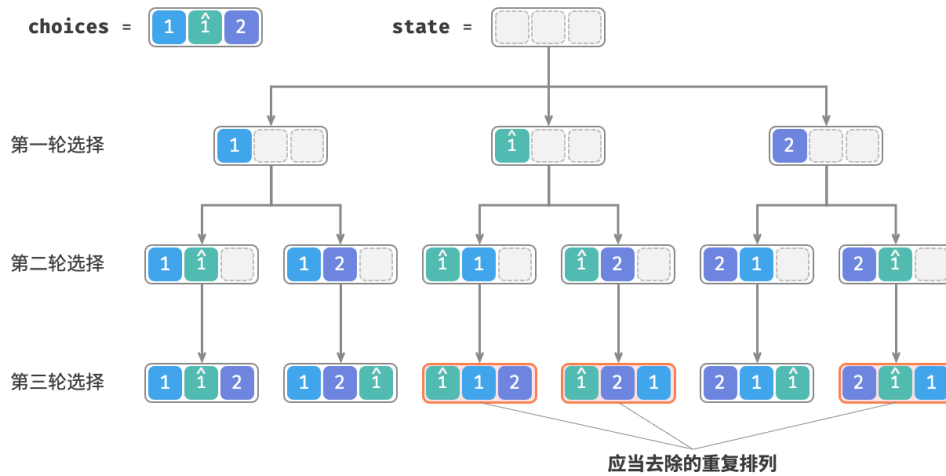 choices = 1 1̂ 2
state =
第一轮选择 1 1̂ 2
第二轮选择 1 1̂ 1 2 1̂ 1 1̂ 2 2 1 2 1̂
第三轮选择 1 1̂ 2 1 2 1̂ 1̂ 1 2 1̂ 2 1 2 1 1̂ 2 1̂ 1
应当去除的重复排列